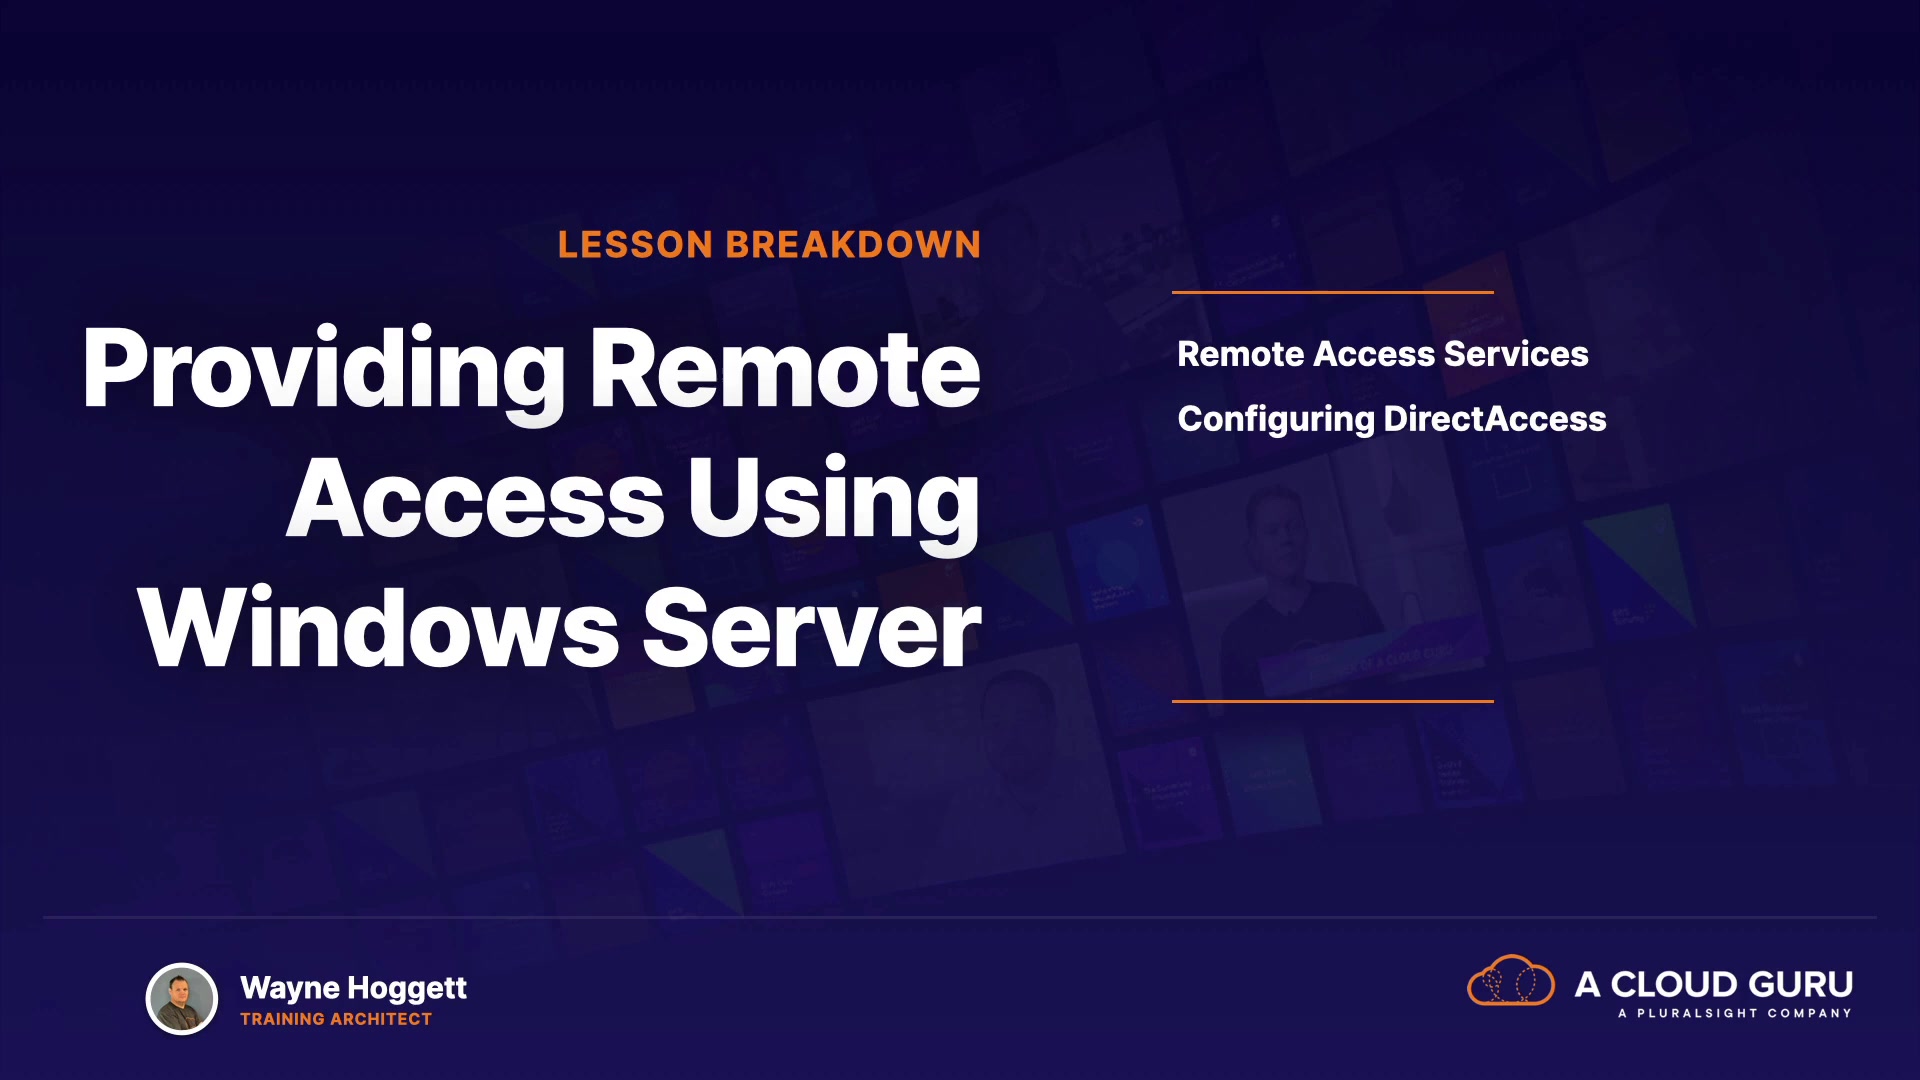 LESSON BREAKDOWN
Providing Remote
Access Using
Windows Server
Remote Access Services
Configuring DirectAccess
Wayne Hoggett
TRAINING ARCHITECT
A CLOUD GURU
A PLURALSIGHT COMPANY